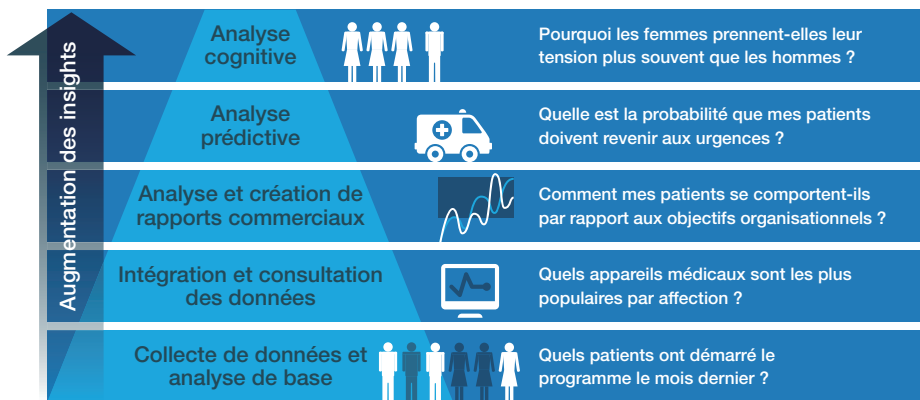 Augmentation des insights
Analyse
cognitive
Pourquoi les femmes prennent-elles leur
tension plus souvent que les hommes ?
Analyse
prédictive
Quelle est la probabilité que mes patients
doivent revenir aux urgences ?
Analyse et création de
rapports commerciaux
Comment mes patients se comportent-ils
par rapport aux objectifs organisationnels ?
Intégration et consultation
des données
Quels appareils médicaux sont les plus
populaires par affection ?
Collecte de données et
analyse de base
Quels patients ont démarré le
programme le mois dernier ?